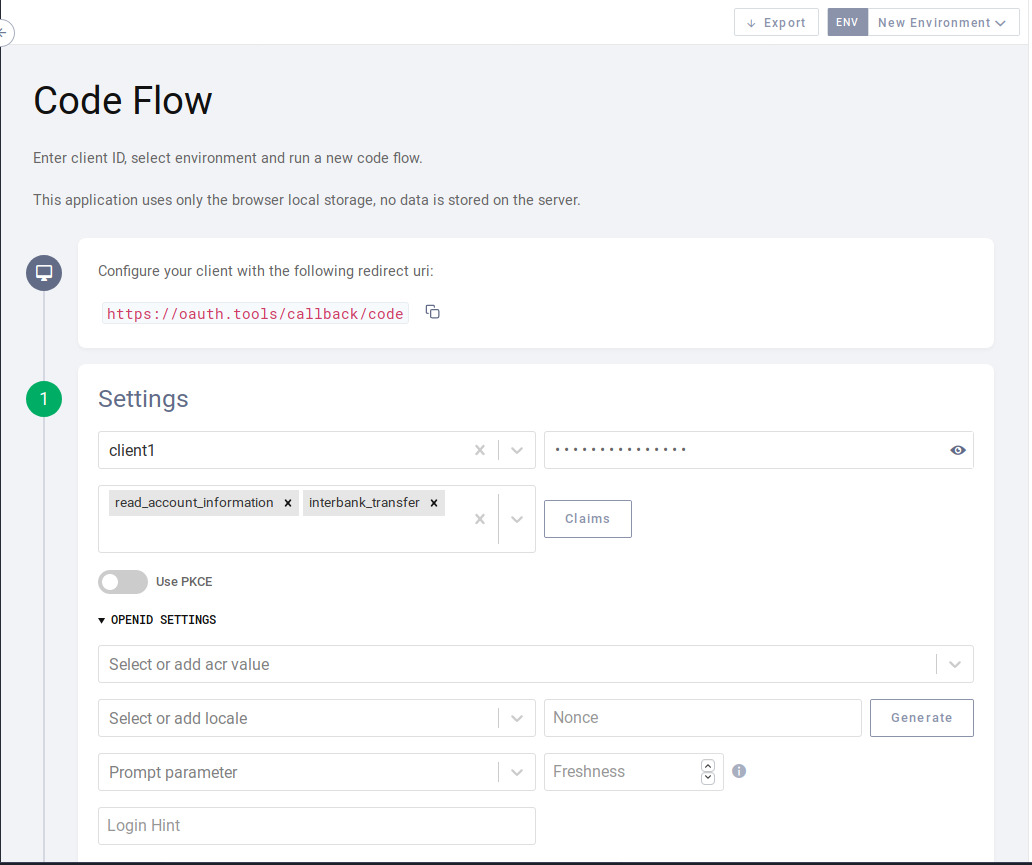 Export
ENV New Environment
Code Flow
Enter client ID, select environment and run a new code flow.
This application uses only the browser local storage, no data is stored on the server.
Configure your client with the following redirect uri:
https://oauth.tools/callback/code
1
Settings
client1
read_account_information × interbank_transfer ×
Claims
Use PKCE
OPENID SETTINGS
Select or add acr value
Select or add locale
Nonce
Generate
Prompt parameter
Freshness
Login Hint